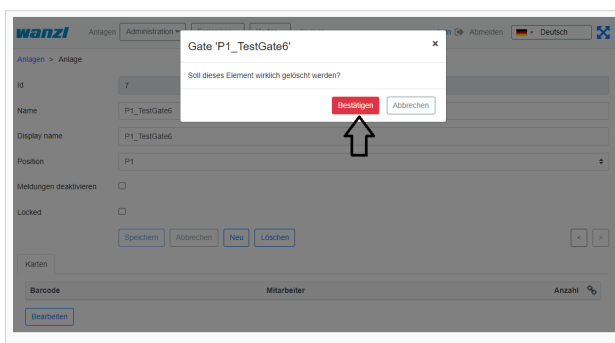 wanzl Anlagen Administration Abmelden Deutsch
Gate 'P1_TestGate6' ×
Anlagen > Anlage
Soll dieses Element wirklich gelöscht werden?
Id 7
Bestätigen Abbrechen
Name P1_TestGate6
Display name P1_TestGate6
Position P1
Meldungen deaktivieren
Locked
Speichern Abbrechen Neu Löschen < >
Karten
Barcode Mitarbeiter Anzahl
Bearbeiten